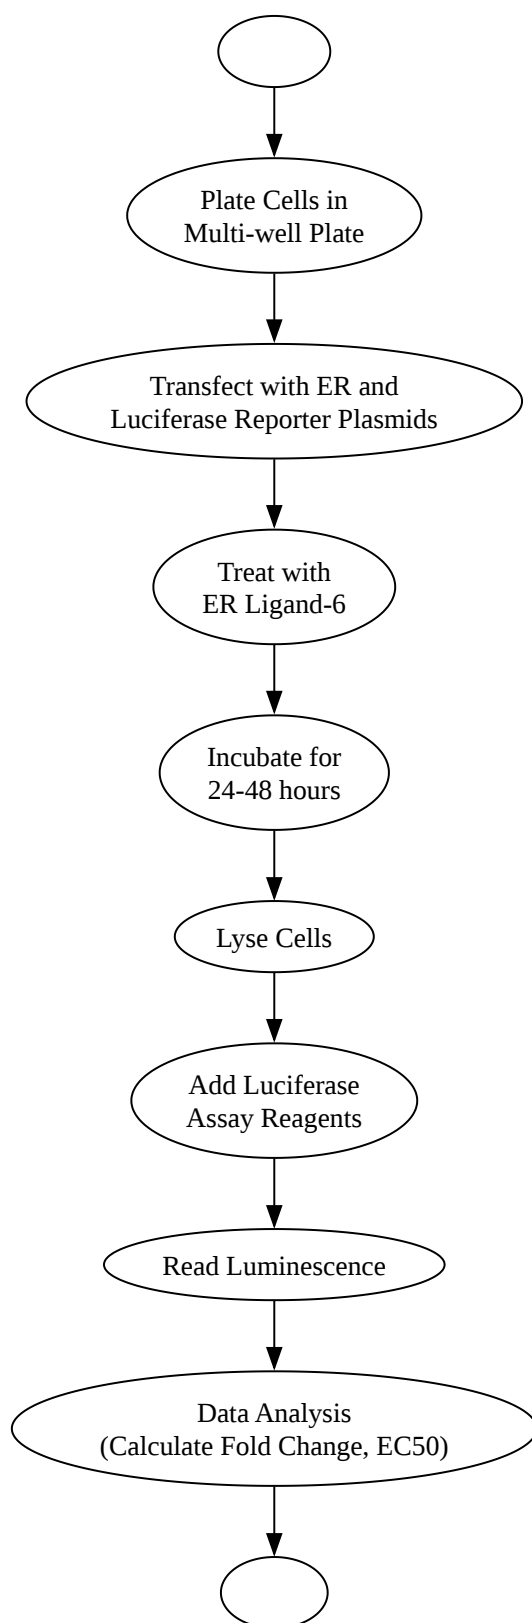 Plate Cells in
Multi-well Plate
Transfect with ER and
Luciferase Reporter Plasmids
Treat with
ER Ligand-6
Incubate for
24-48 hours
Lyse Cells
Add Luciferase
Assay Reagents
Read Luminescence
Data Analysis
(Calculate Fold Change, EC50)